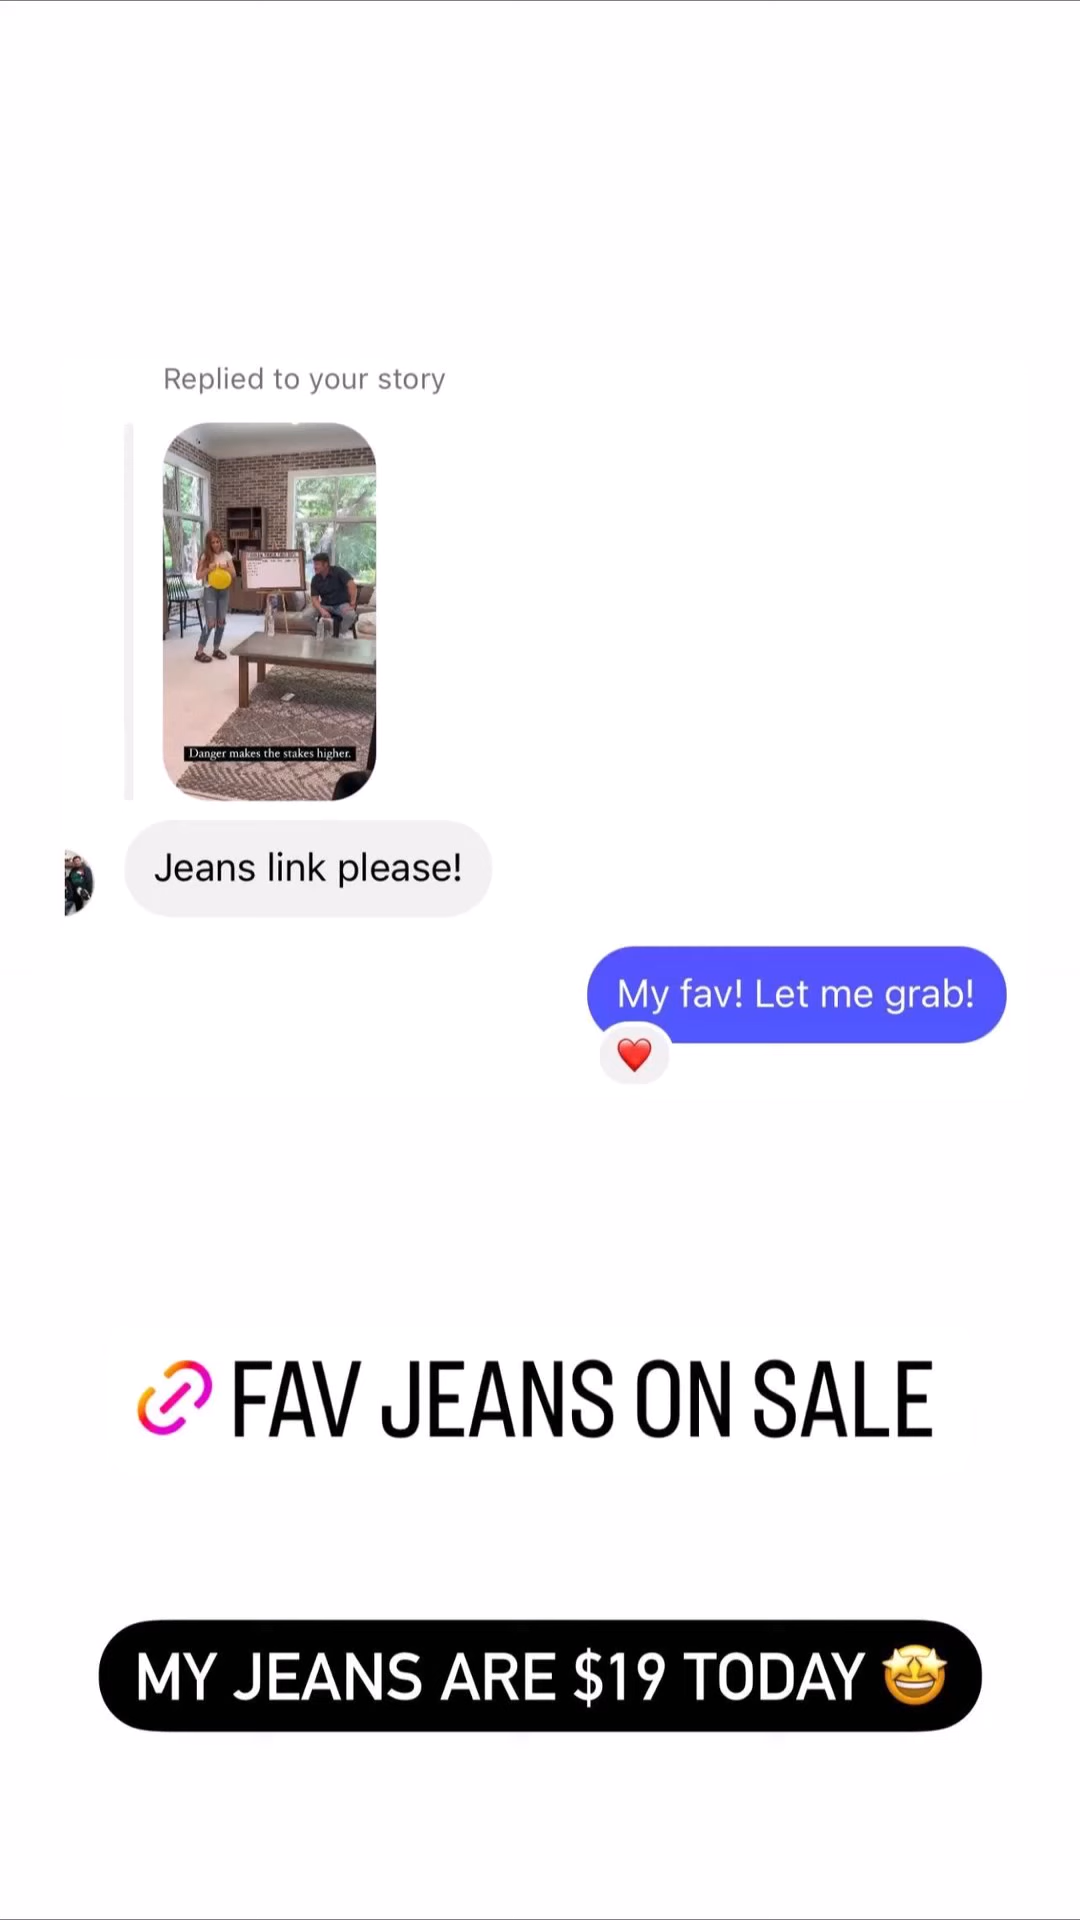 Replied to your story
Danger makes the stakes higher.
Jeans link please!
My fav! Let me grab!
FAV JEANS ON SALE
MY JEANS ARE $19 TODAY 🤩